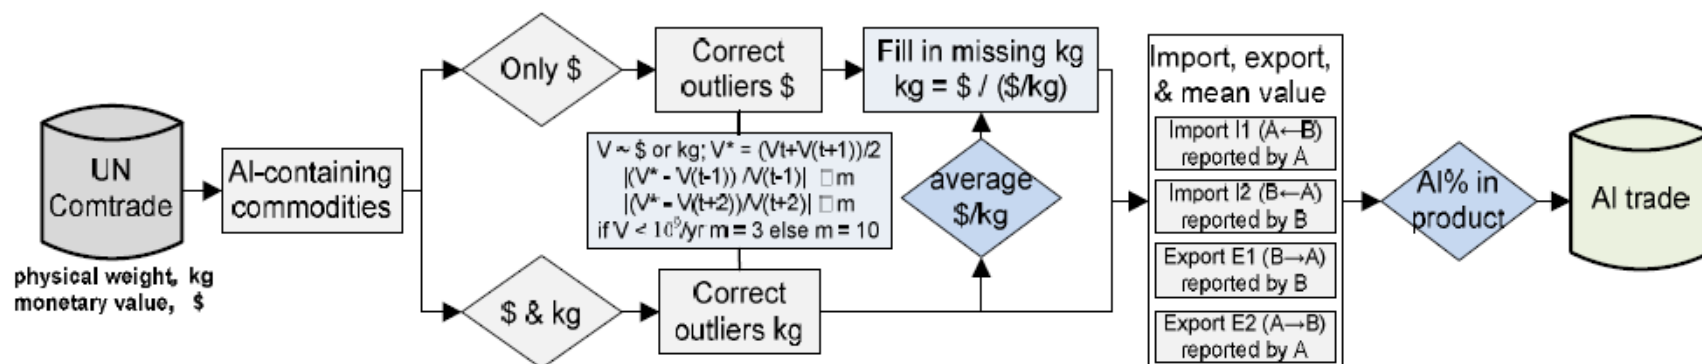 UN
Comtrade
physical weight, kg
monetary value, $
Al-containing
commodities
Only $
$ & kg
Correct
outliers $
V ~ $ or kg; V* = (Vt+V(t+1))/2
|(V* - V(t-1)) /V(t-1)| □m
|(V* - V(t+2))/V(t+2)| □m
if V < 10⁹/yr m = 3 else m = 10
Correct
outliers kg
Fill in missing kg
kg = $ / ($/kg)
average
$/kg
Import, export,
& mean value
Import I1 (A←B)
reported by A
Import I2 (B←A)
reported by B
Export E1 (B→A)
reported by B
Export E2 (A→B)
reported by A
Al% in
product
Al trade